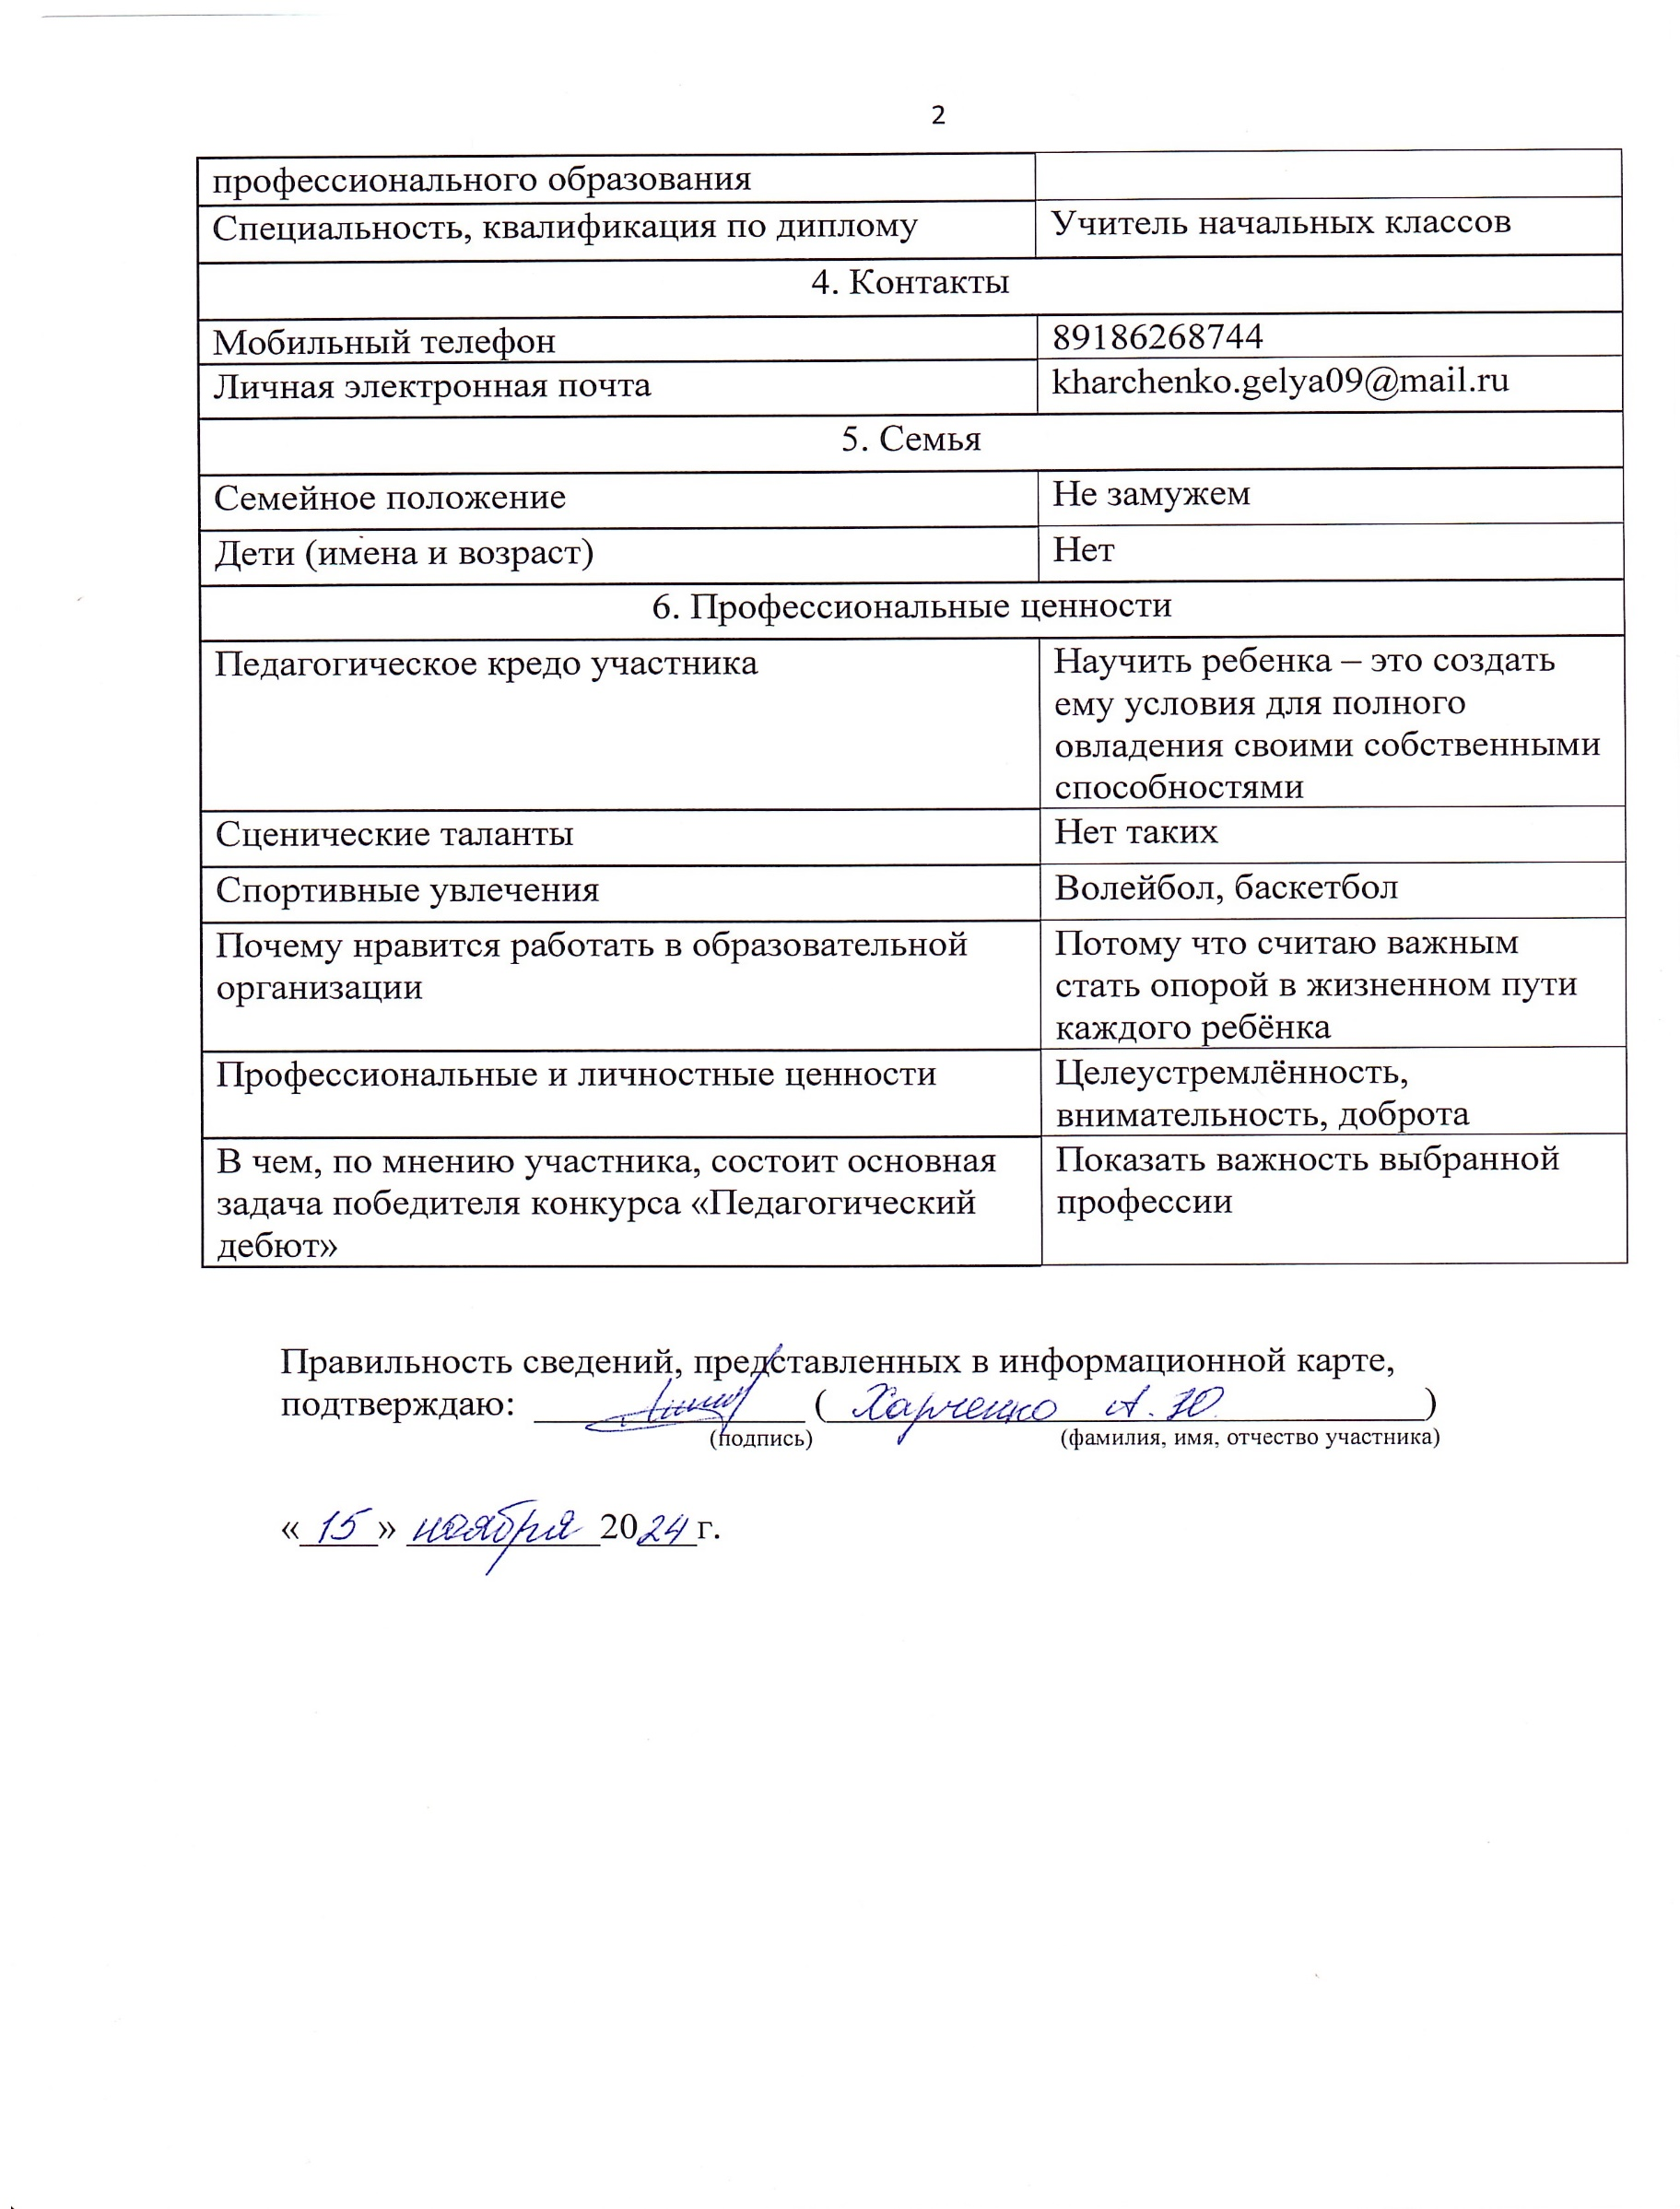 2
профессионального образования
Специальность, квалификация по диплому
Учитель начальных классов
4. Контакты
Мобильный телефон
89186268744
Личная электронная почта
kharchenko.gelya09@mail.ru
5. Семья
Семейное положение
Не замужем
Дети (имена и возраст)
Нет
6. Профессиональные ценности
Педагогическое кредо участника
Научить ребенка – это создать
ему условия для полного
овладения своими собственными
способностями
Сценические таланты
Нет таких
Спортивные увлечения
Волейбол, баскетбол
Почему нравится работать в образовательной
организации
Потому что считаю важным
стать опорой в жизненном пути
каждого ребёнка
Профессиональные и личностные ценности
Целеустремлённость,
внимательность, доброта
В чем, по мнению участника, состоит основная
задача победителя конкурса «Педагогический
дебют»
Показать важность выбранной
профессии
Правильность сведений, представленных в информационной карте,
подтверждаю: (Харченко А.Ю.)
(подпись) (фамилия, имя, отчество участника)
«15» ноября 2024 г.